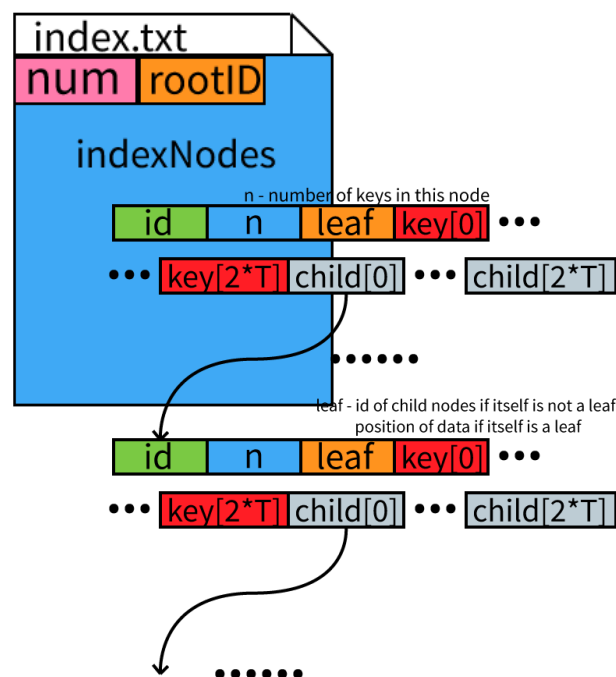 index.txt
num rootID
indexNodes
n - number of keys in this node
id n leaf key[0] •••
••• key[2*T] child[0] ••• child[2*T]
••••••
leaf - id of child nodes if itself is not a leaf
position of data if itself is a leaf
id n leaf key[0] •••
••• key[2*T] child[0] ••• child[2*T]
••••••